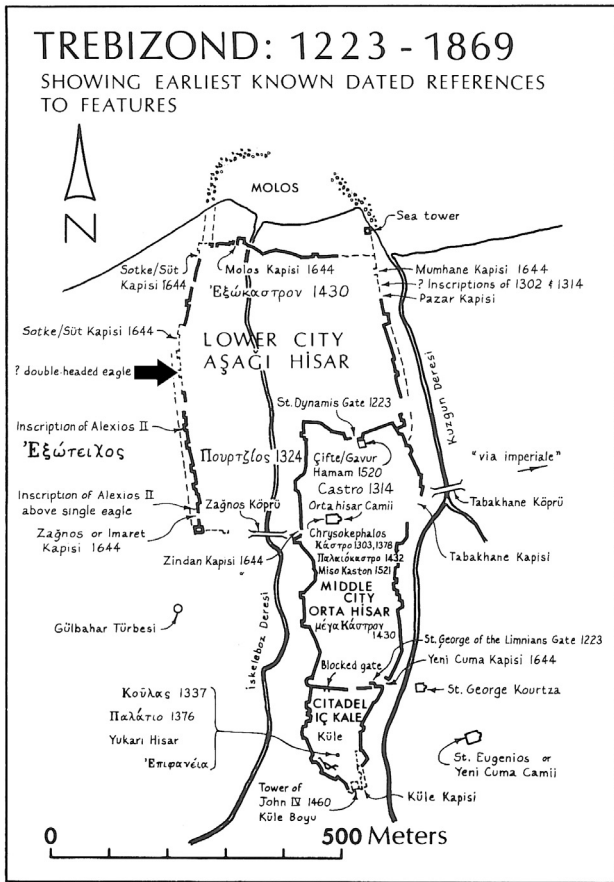 TREBIZOND: 1223 - 1869
SHOWING EARLIEST KNOWN DATED REFERENCES
TO FEATURES
N
MOLOS
Sea tower
Sotke/Süt
Kapisi 1644
Molos Kapisi 1644
Ἐξώκαστρον 1430
Mumhane Kapisi 1644
? Inscriptions of 1302 & 1314
Pazar Kapisi
Sotke/Süt Kapisi 1644
LOWER CITY
AŞAĞI HİSAR
? double-headed eagle
Kuzgun Deresi
St. Dynamis Gate 1223
Inscription of Alexios II
Ἐξώτειχος
Πουρτζίος 1324
Çifte/Gavur
Hamam 1520
"via imperiale"
Castro 1314
Inscription of Alexios II
above single eagle
Zağnos Köprü
Ortahisar Camii
Tabakhane Köprü
Zağnos or Imaret
Kapisi 1644
Chrysokephalos
Κάστρο 1303, 1378
Παλαιόκαστρο 1432
Miso Kaston 1521
Zindan Kapisi 1644
"
Tabakhane Kapisi
MIDDLE
CITY
ORTA HİSAR
μέγα Κάστρον
1430
Gülbahar Türbesi
İskeleboz Deresi
St. George of the Limnians Gate 1223
Yeni Cuma Kapisi 1644
Blocked gate
Κούλας 1337
Παλάτιο 1376
Yukarı Hisar
Ἐπιφανεία
CITADEL
IÇ KALE
Küle
St. George Kourtza
St. Eugenios or
Yeni Cuma Camii
Tower of
John IV 1460
Küle Boyu
Küle Kapisi
0 500 Meters